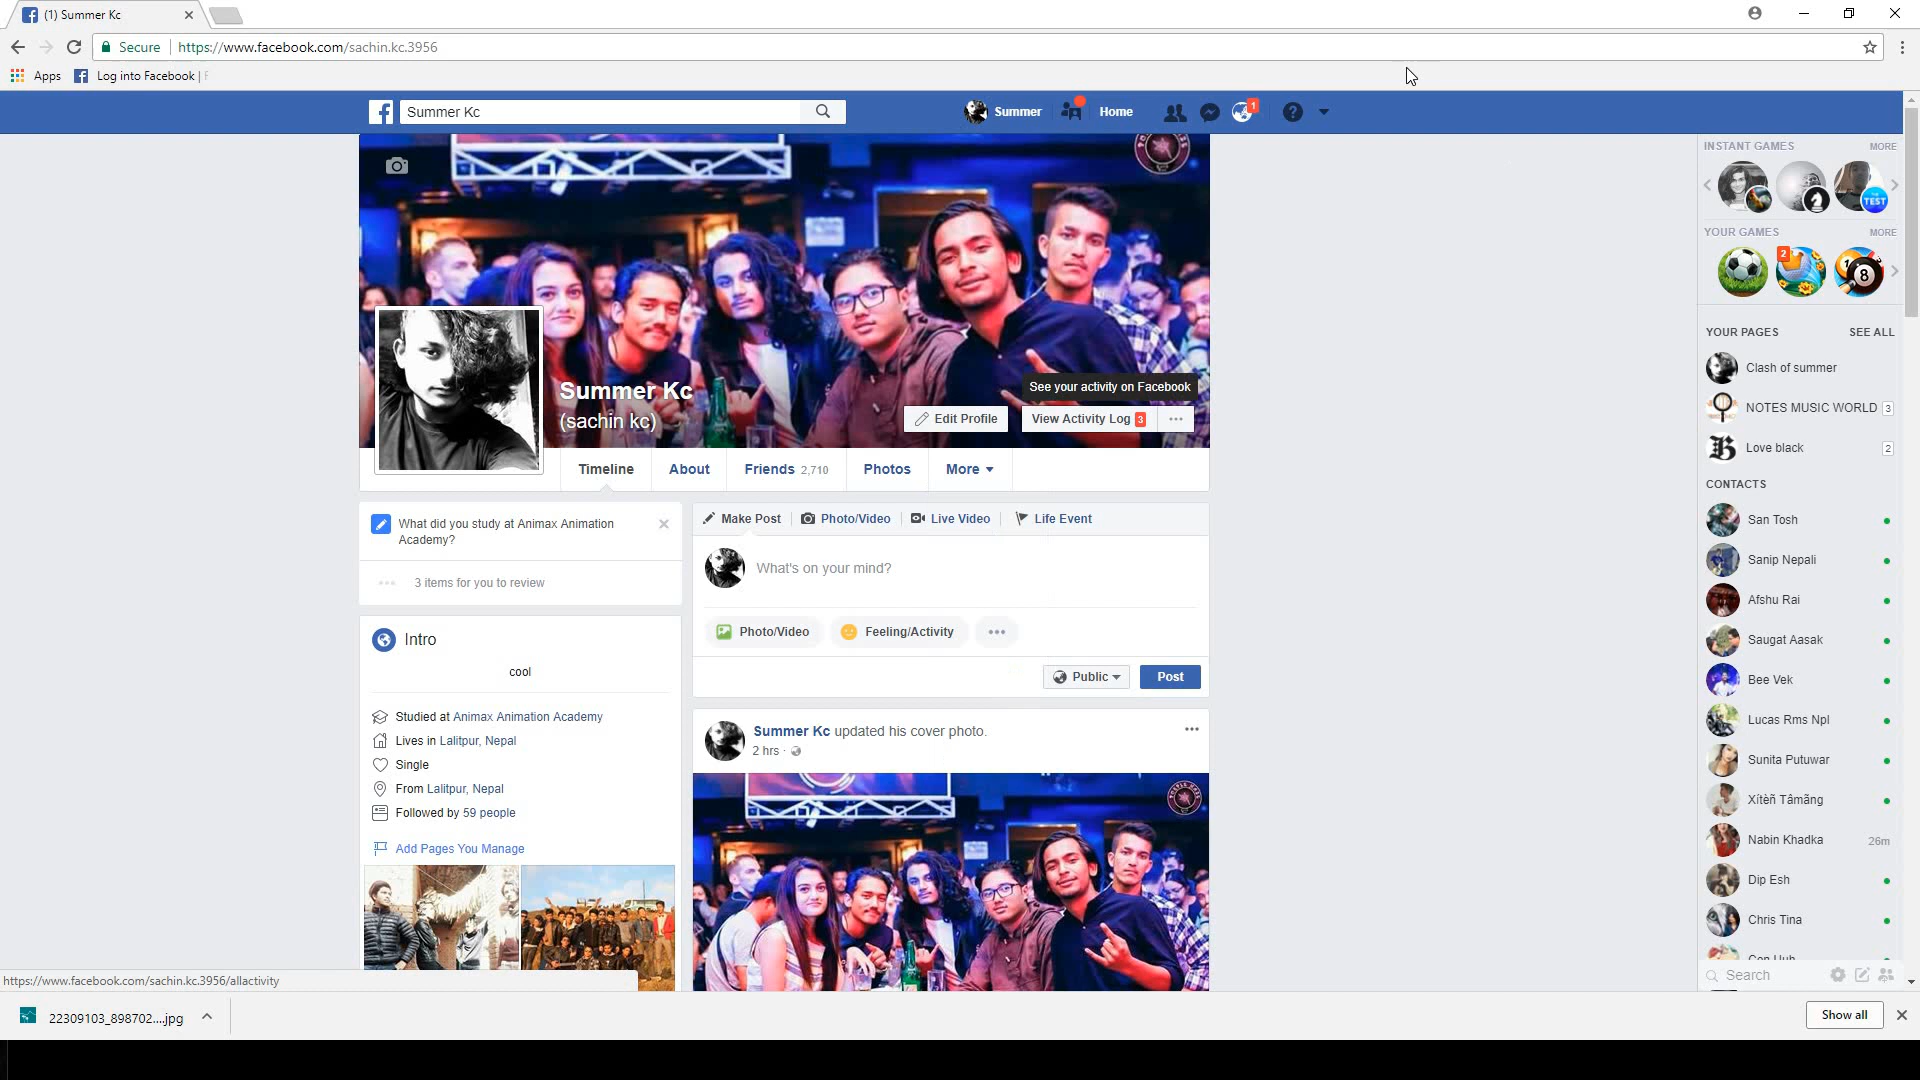 (1) Summer Kc
Secure https://www.facebook.com/sachin.kc.3956
Apps Log into Facebook |
Summer Kc
Summer Home 1
Summer Kc
(sachin kc)
See your activity on Facebook
Edit Profile View Activity Log 3
Timeline About Friends 2,710 Photos More
What did you study at Animax Animation
Academy?
3 items for you to review
Intro
cool
Studied at Animax Animation Academy
Lives in Lalitpur, Nepal
Single
From Lalitpur, Nepal
Followed by 59 people
Add Pages You Manage
Make Post Photo/Video Live Video Life Event
What's on your mind?
Photo/Video Feeling/Activity
Public Post
Summer Kc updated his cover photo.
2 hrs ·
INSTANT GAMES MORE
TEST
YOUR GAMES MORE
2
8
YOUR PAGES SEE ALL
Clash of summer
NOTES MUSIC WORLD 3
Love black 2
CONTACTS
San Tosh
Sanip Nepali
Afshu Rai
Saugat Aasak
Bee Vek
Lucas Rms Npl
Sunita Putuwar
Xítèñ Tâmãng
Nabin Khadka 26m
Dip Esh
Chris Tina
Search
https://www.facebook.com/sachin.kc.3956/allactivity
22309103_898702....jpg
Show all